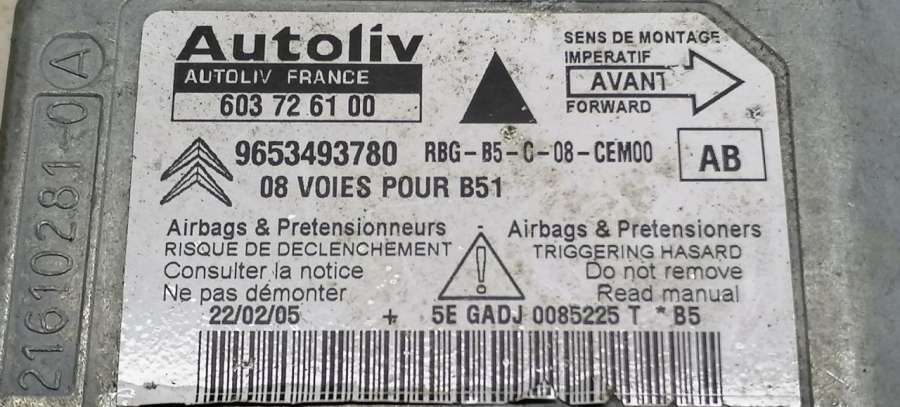 Autoliv
AUTOLIV FRANCE
603 72 61 00
SENS DE MONTAGE
IMPERATIF
AVANT
FORWARD
9653493780 RBG-B5-C-08-CEM00
AB
08 VOIES POUR B51
Airbags & Pretensionneurs
RISQUE DE DECLENCHEMENT
Consulter la notice
Ne pas démonter
Airbags & Pretensioners
TRIGGERING HASARD
Do not remove
Read manual
22/02/05 + 5E GADJ 0085225 T * B5
21610281-0 A